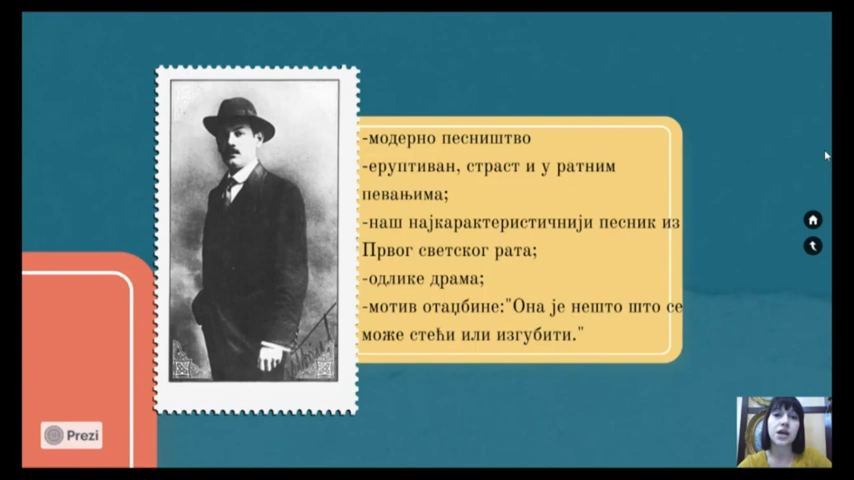 -модерно песништво
-еруптиван, страст и у ратним
певањима;
-наш најкарактеристичнији песник из
Првог светског рата;
-одлике драма;
-мотив отаџбине:"Она је нешто што се
може стећи или изгубити."
Prezi